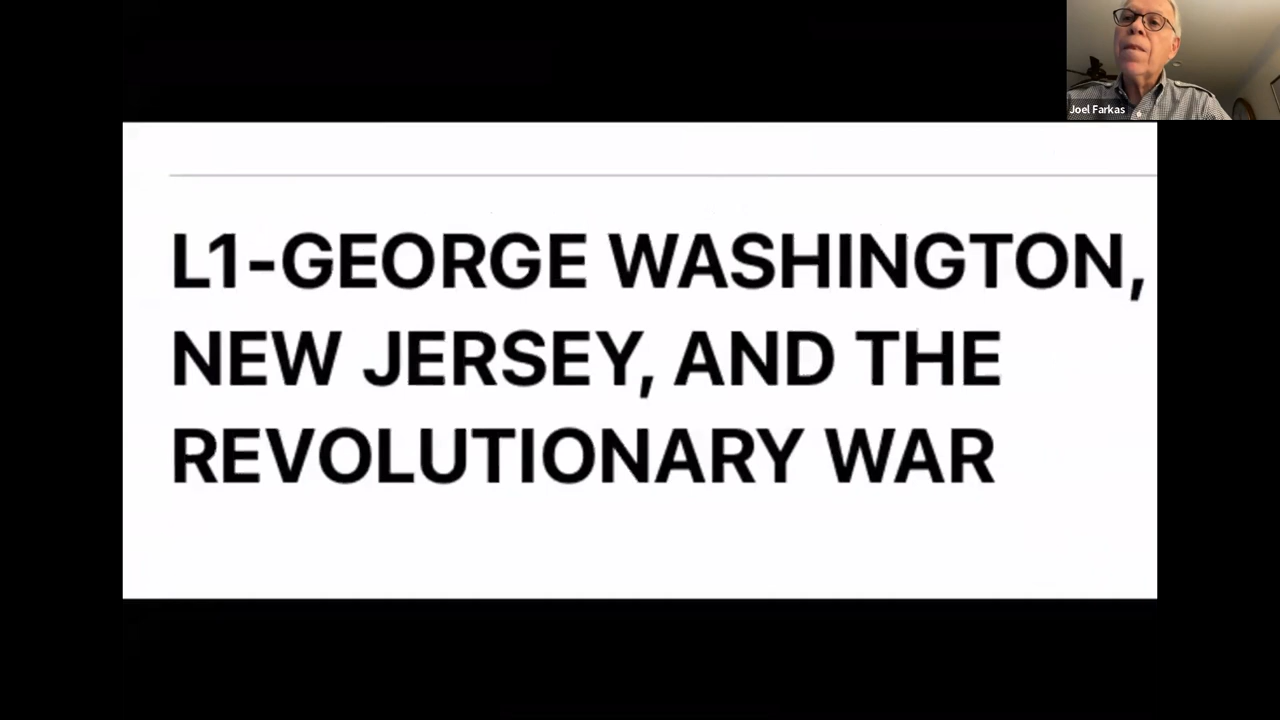 Joel Farkas
L1-GEORGE WASHINGTON,
NEW JERSEY, AND THE
REVOLUTIONARY WAR